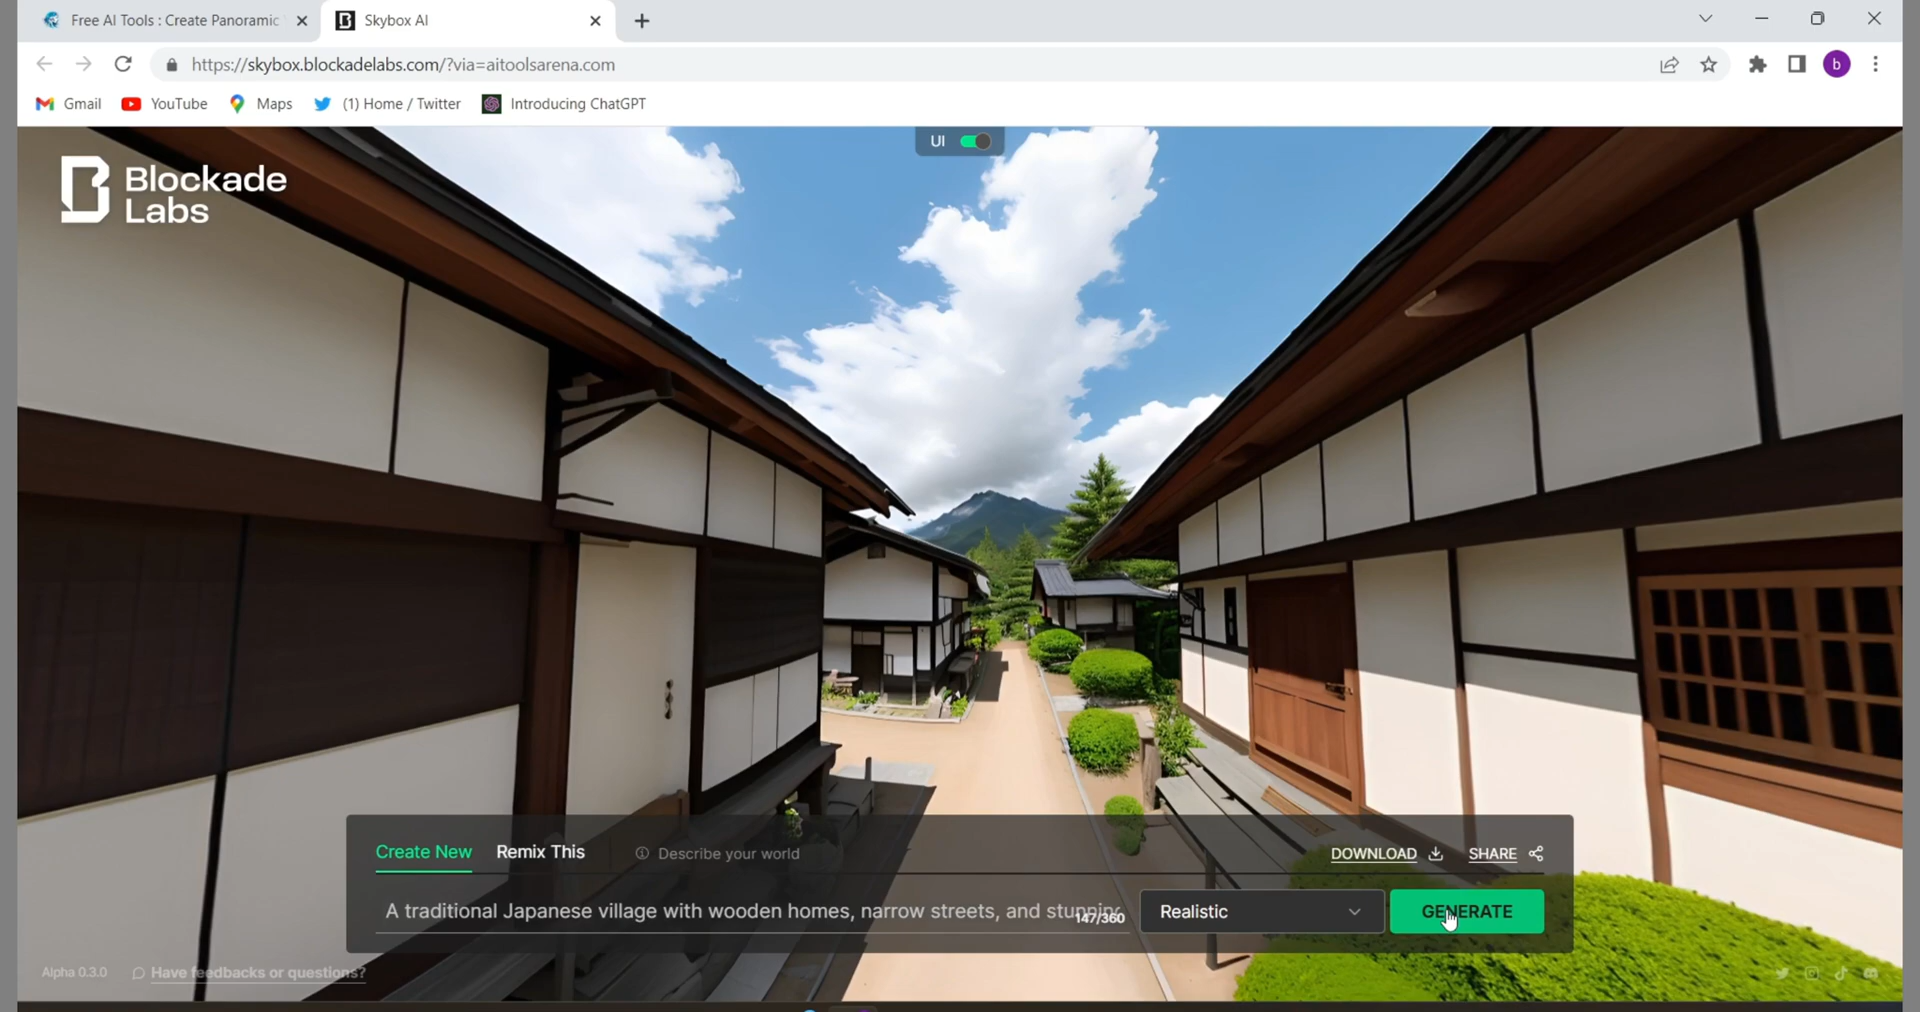 Free AI Tools : Create Panoramic
Skybox AI
https://skybox.blockadelabs.com/?via=aitoolsarena.com
b
Gmail
YouTube
Maps
(1) Home / Twitter
Introducing ChatGPT
UI
Blockade
Labs
Create New
Remix This
Describe your world
DOWNLOAD
SHARE
A traditional Japanese village with wooden homes, narrow streets, and
147/360
Realistic
GENERATE
Alpha 0.3.0
Have feedbacks or questions?